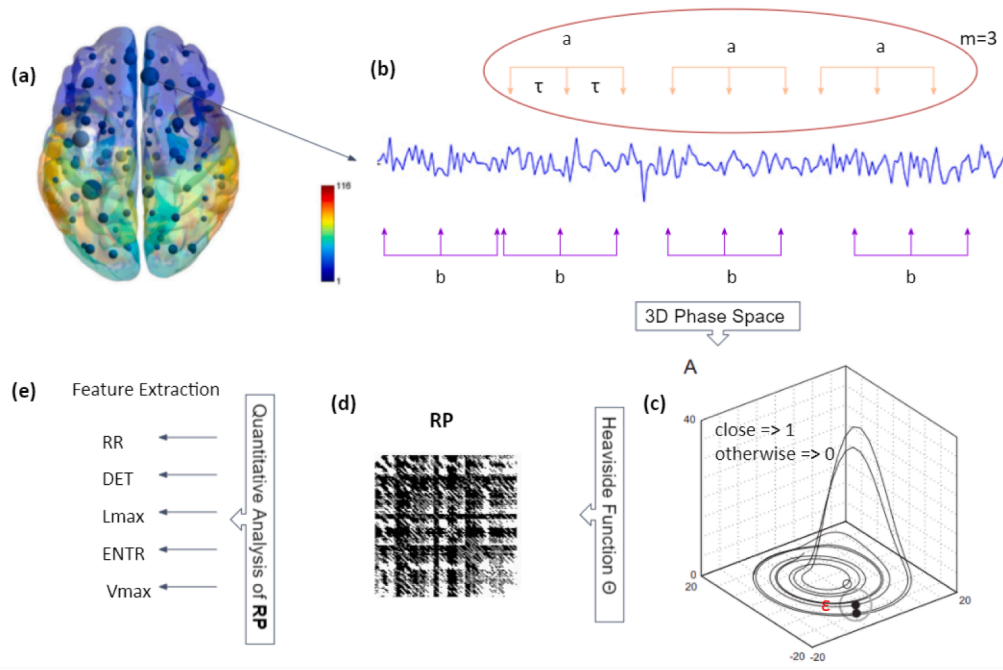 (a)
116
1
(b)
a
a
a
m=3
τ
τ
b
b
b
b
3D Phase Space
A
(c)
40
close => 1
otherwise => 0
0
20
20
-20
-20
ε
Heaviside Function Θ
(d)
RP
Quantitative Analysis of RP
(e)
Feature Extraction
RR
DET
Lmax
ENTR
Vmax